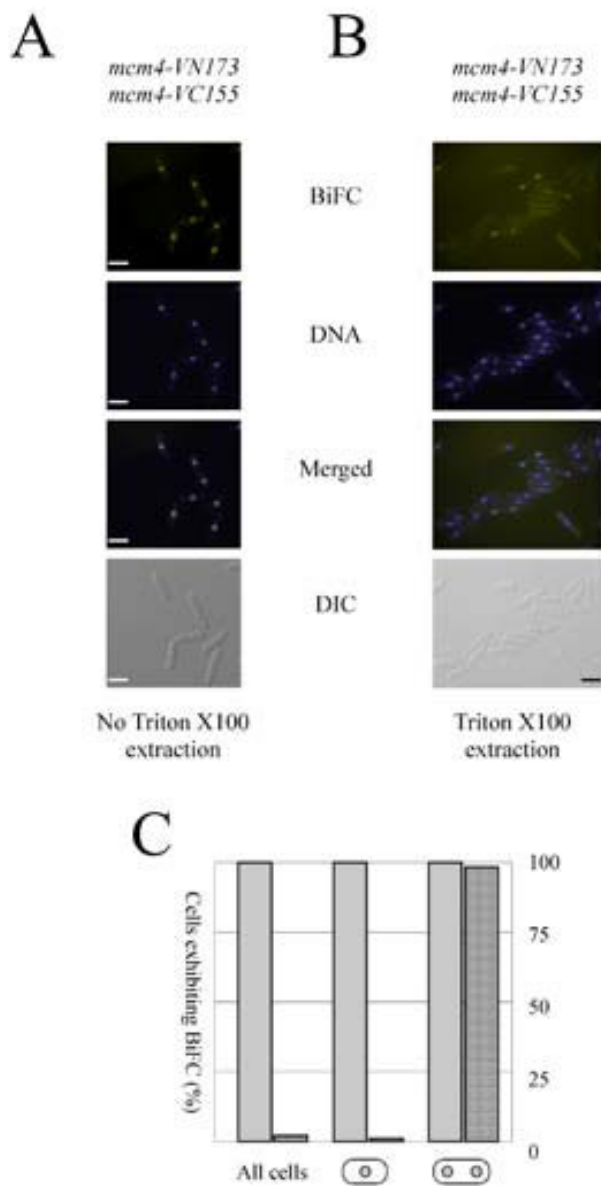 A
B
mcm4-VN173
mcm4-VC155
mcm4-VN173
mcm4-VC155
BiFC
DNA
Merged
DIC
No Triton X100
extraction
Triton X100
extraction
C
Cells exhibiting BiFC (%)
100
75
50
25
0
All cells